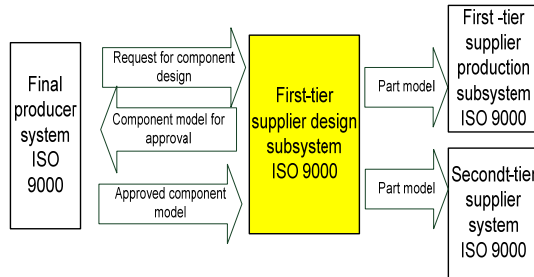 Final
producer
system
ISO
9000
Request for component
design
Component model for
approval
Approved component
model
First-tier
supplier design
subsystem
ISO 9000
Part model
Part model
First -tier
supplier
production
subsystem
ISO 9000
Secondt-tier
supplier
system
ISO 9000